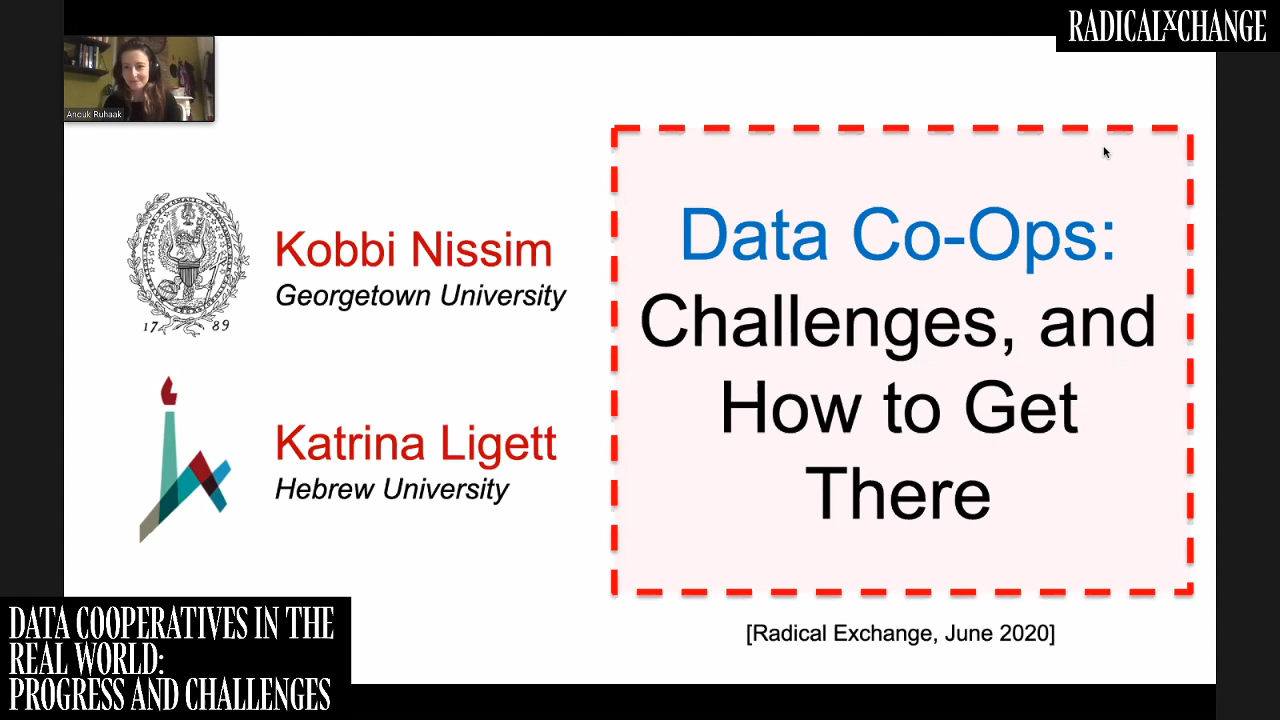 RADICALXCHANGE
Anouk Ruhaak
Kobbi Nissim
Georgetown University
17 89
Katrina Ligett
Hebrew University
Data Co-Ops:
Challenges, and
How to Get
There
[Radical Exchange, June 2020]
DATA COOPERATIVES IN THE
REAL WORLD:
PROGRESS AND CHALLENGES